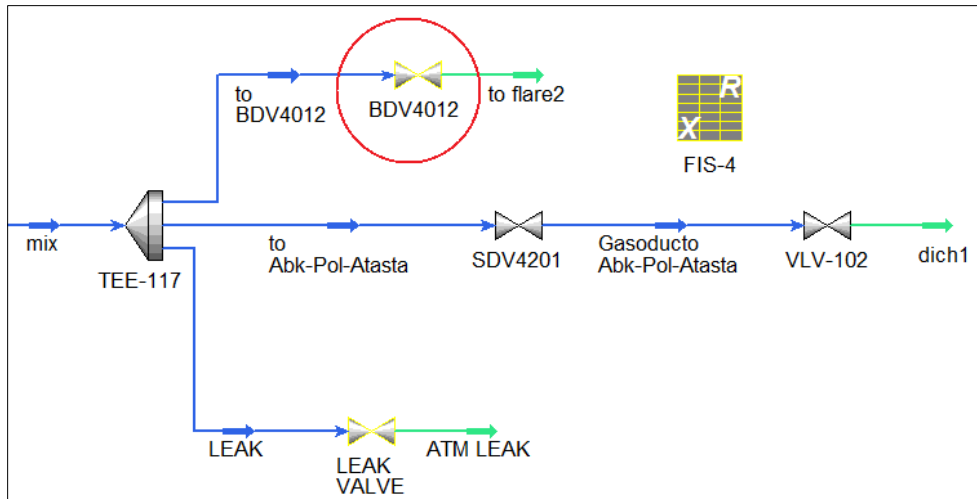 to
BDV4012
BDV4012
to flare2
R
X
FIS-4
mix
TEE-117
to
Abk-Pol-Atasta
SDV4201
Gasoducto
Abk-Pol-Atasta
VLV-102
dich1
LEAK
LEAK
VALVE
ATM LEAK